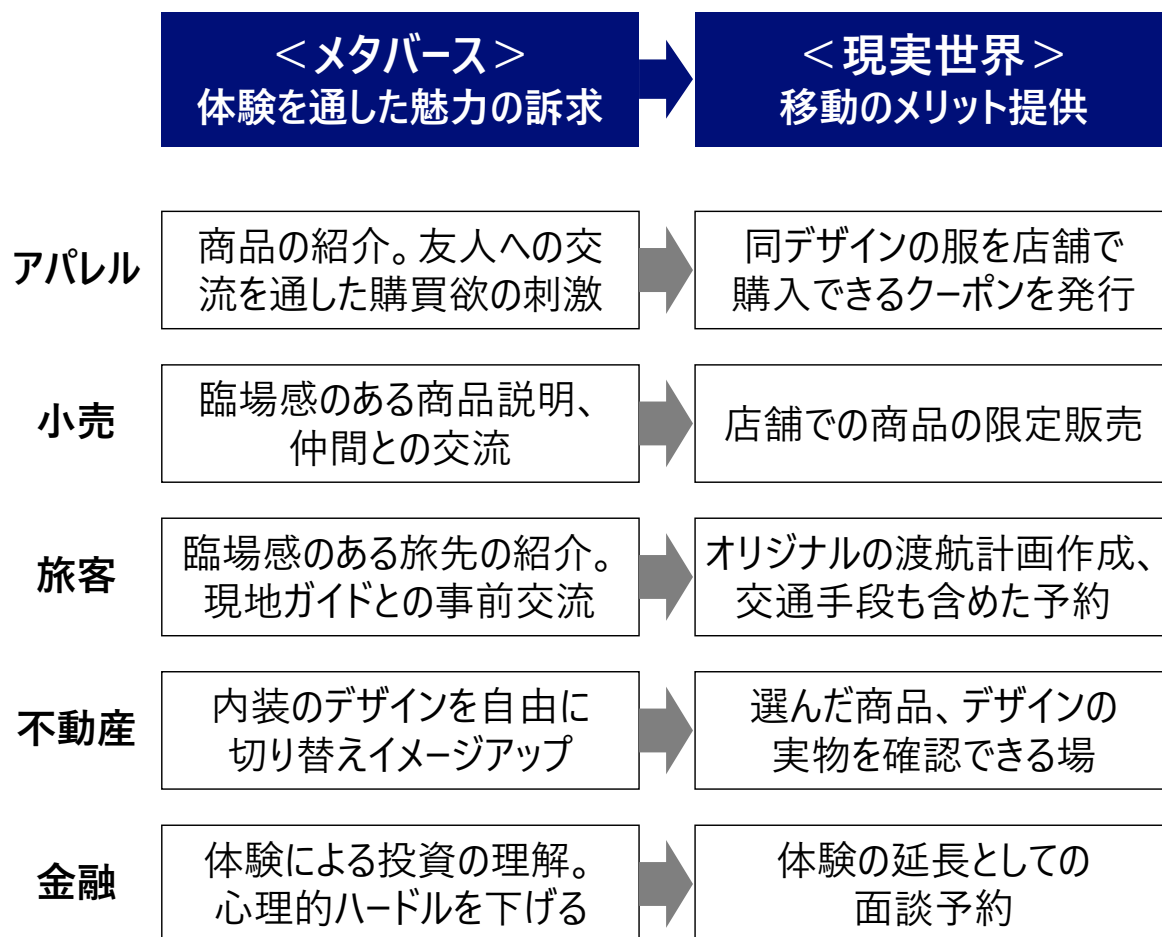 ＜メタバース＞
体験を通した魅力の訴求
＜現実世界＞
移動のメリット提供
アパレル
商品の紹介。友人への交
流を通した購買欲の刺激
同デザインの服を店舗で
購入できるクーポンを発行
小売
臨場感のある商品説明、
仲間との交流
店舗での商品の限定販売
旅客
臨場感のある旅先の紹介。
現地ガイドとの事前交流
オリジナルの渡航計画作成、
交通手段も含めた予約
不動産
内装のデザインを自由に
切り替えイメージアップ
選んだ商品、デザインの
実物を確認できる場
金融
体験による投資の理解。
心理的ハードルを下げる
体験の延長としての
面談予約